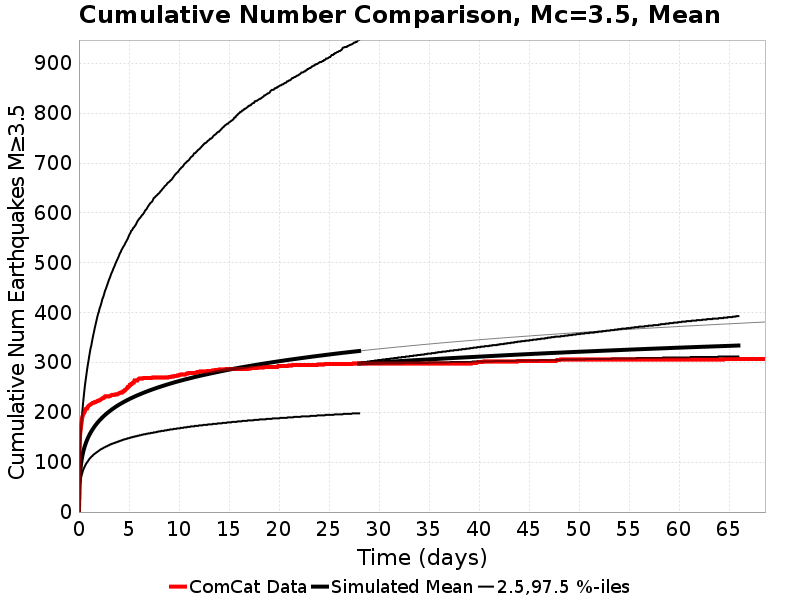 Cumulative Number Comparison, Mc=3.5, Mean
Cumulative Num Earthquakes M≥3.5
900
800
700
600
500
400
300
200
100
0
0 5 10 15 20 25 30 35 40 45 50 55 60 65
Time (days)
ComCat Data Simulated Mean 2.5,97.5 %-iles